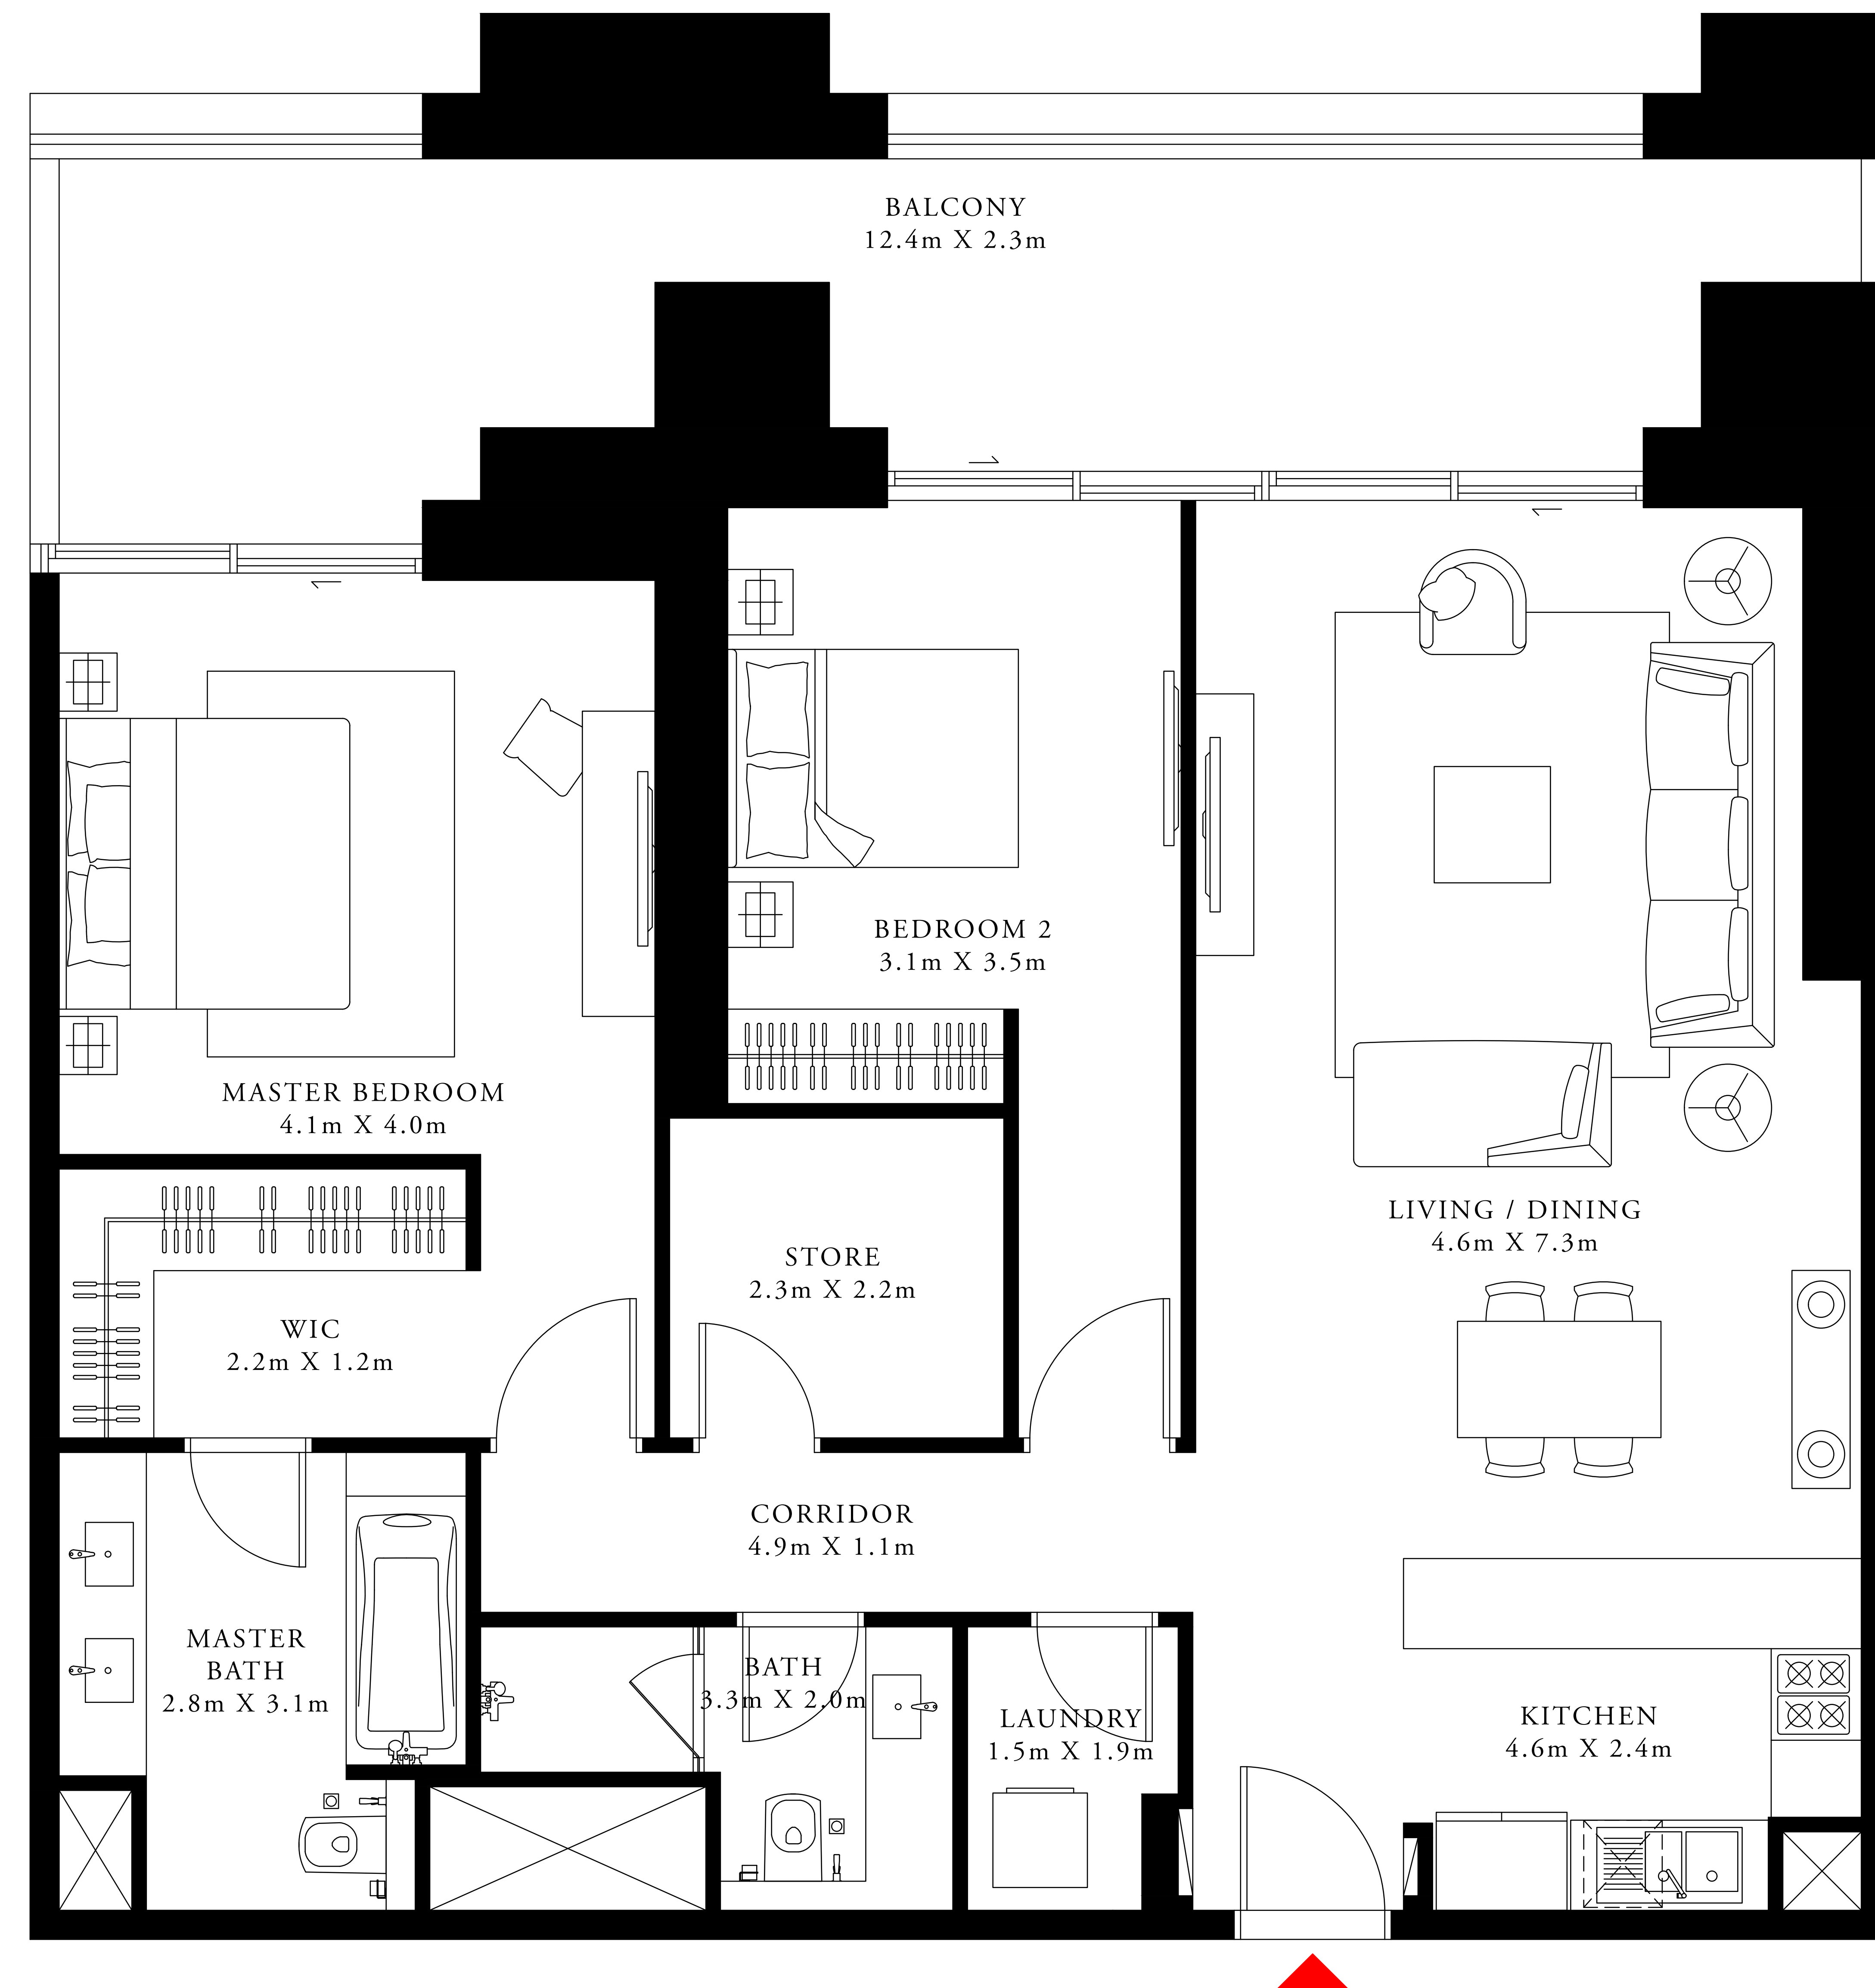 BALCONY
12.4m X 2.3m
BEDROOM 2
3.1m X 3.5m
MASTER BEDROOM
4.1m X 4.0m
LIVING / DINING
4.6m X 7.3m
STORE
2.3m X 2.2m
WIC
2.2m X 1.2m
CORRIDOR
4.9m X 1.1m
MASTER
BATH
2.8m X 3.1m
BATH
3.3m X 2.0m
LAUNDRY
1.5m X 1.9m
KITCHEN
4.6m X 2.4m